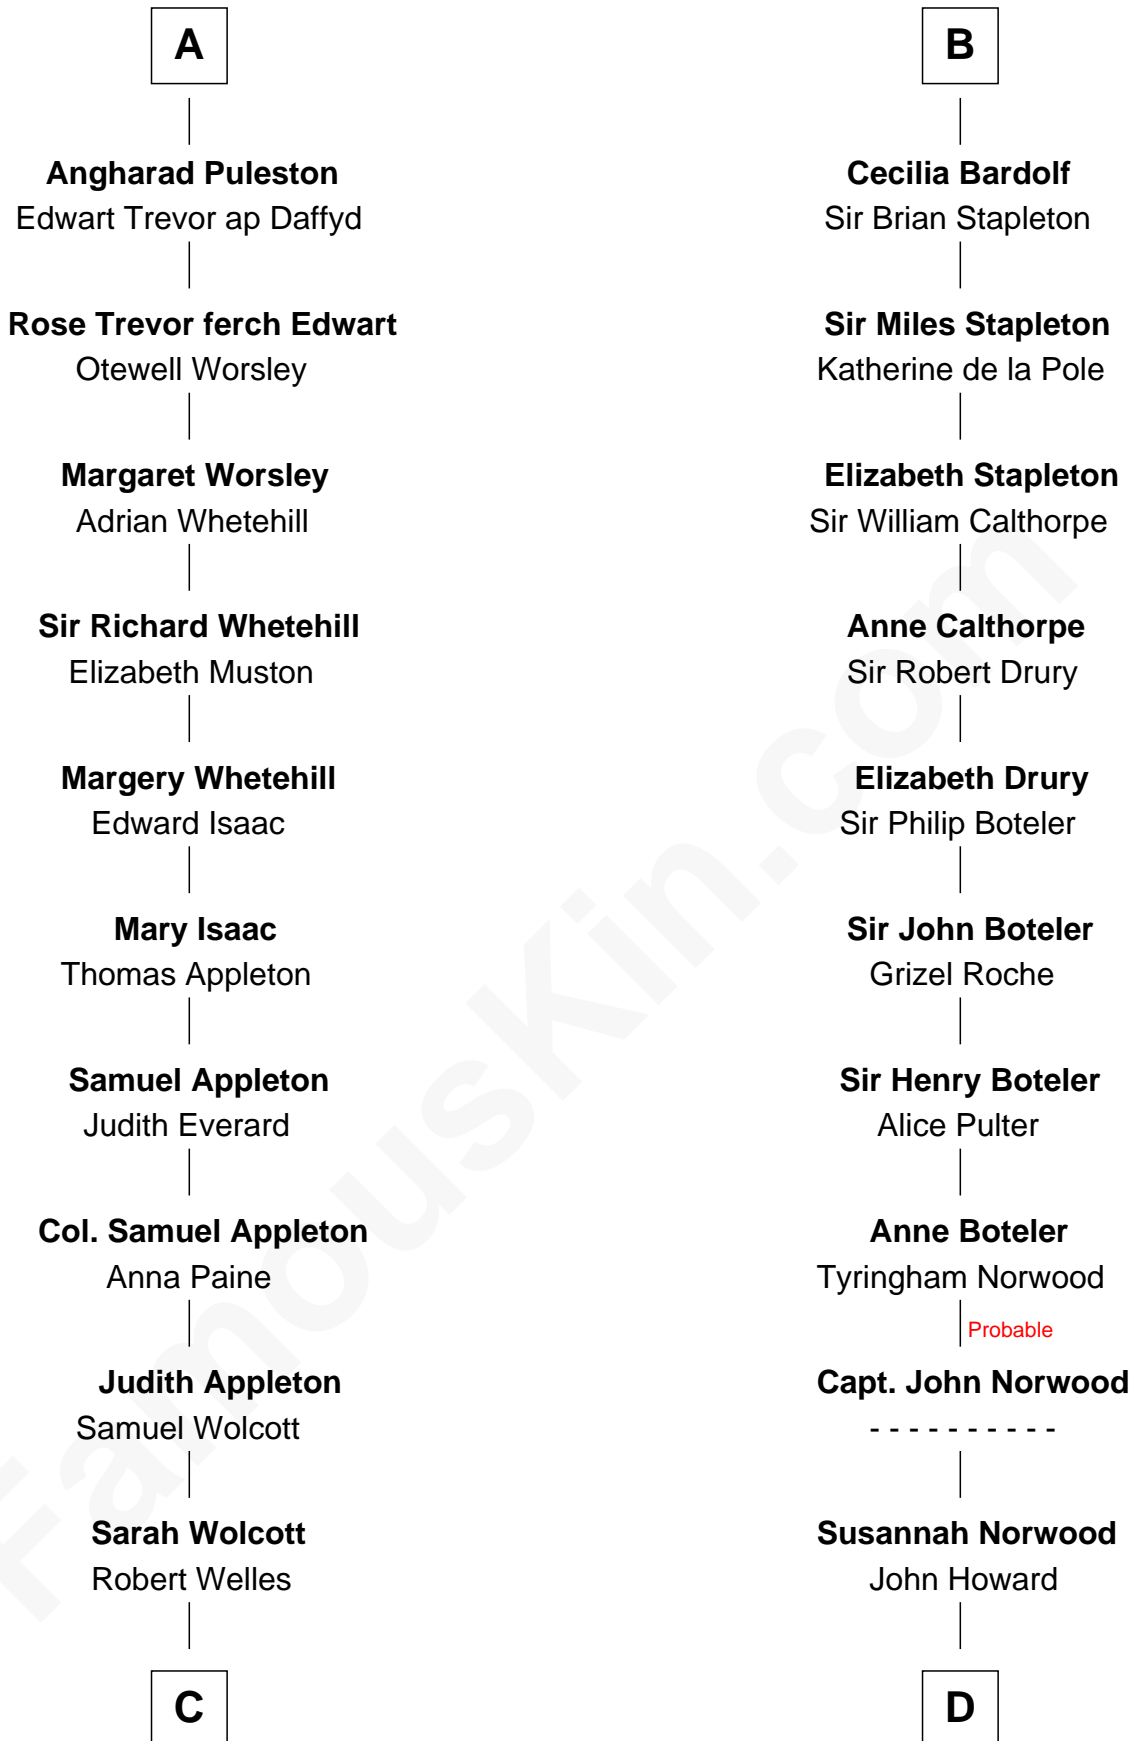 A
Angharad Puleston
Edwart Trevor ap Daffyd
Rose Trevor ferch Edwart
Otewell Worsley
Margaret Worsley
Adrian Whetehill
Sir Richard Whetehill
Elizabeth Muston
Margery Whetehill
Edward Isaac
Mary Isaac
Thomas Appleton
Samuel Appleton
Judith Everard
Col. Samuel Appleton
Anna Paine
Judith Appleton
Samuel Wolcott
Sarah Wolcott
Robert Welles
C
B
Cecilia Bardolf
Sir Brian Stapleton
Sir Miles Stapleton
Katherine de la Pole
Elizabeth Stapleton
Sir William Calthorpe
Anne Calthorpe
Sir Robert Drury
Elizabeth Drury
Sir Philip Boteler
Sir John Boteler
Grizel Roche
Sir Henry Boteler
Alice Pulter
Anne Boteler
Tyringham Norwood
Probable
Capt. John Norwood
- - - - - - - - - -
Susannah Norwood
John Howard
D
FamousKin.com